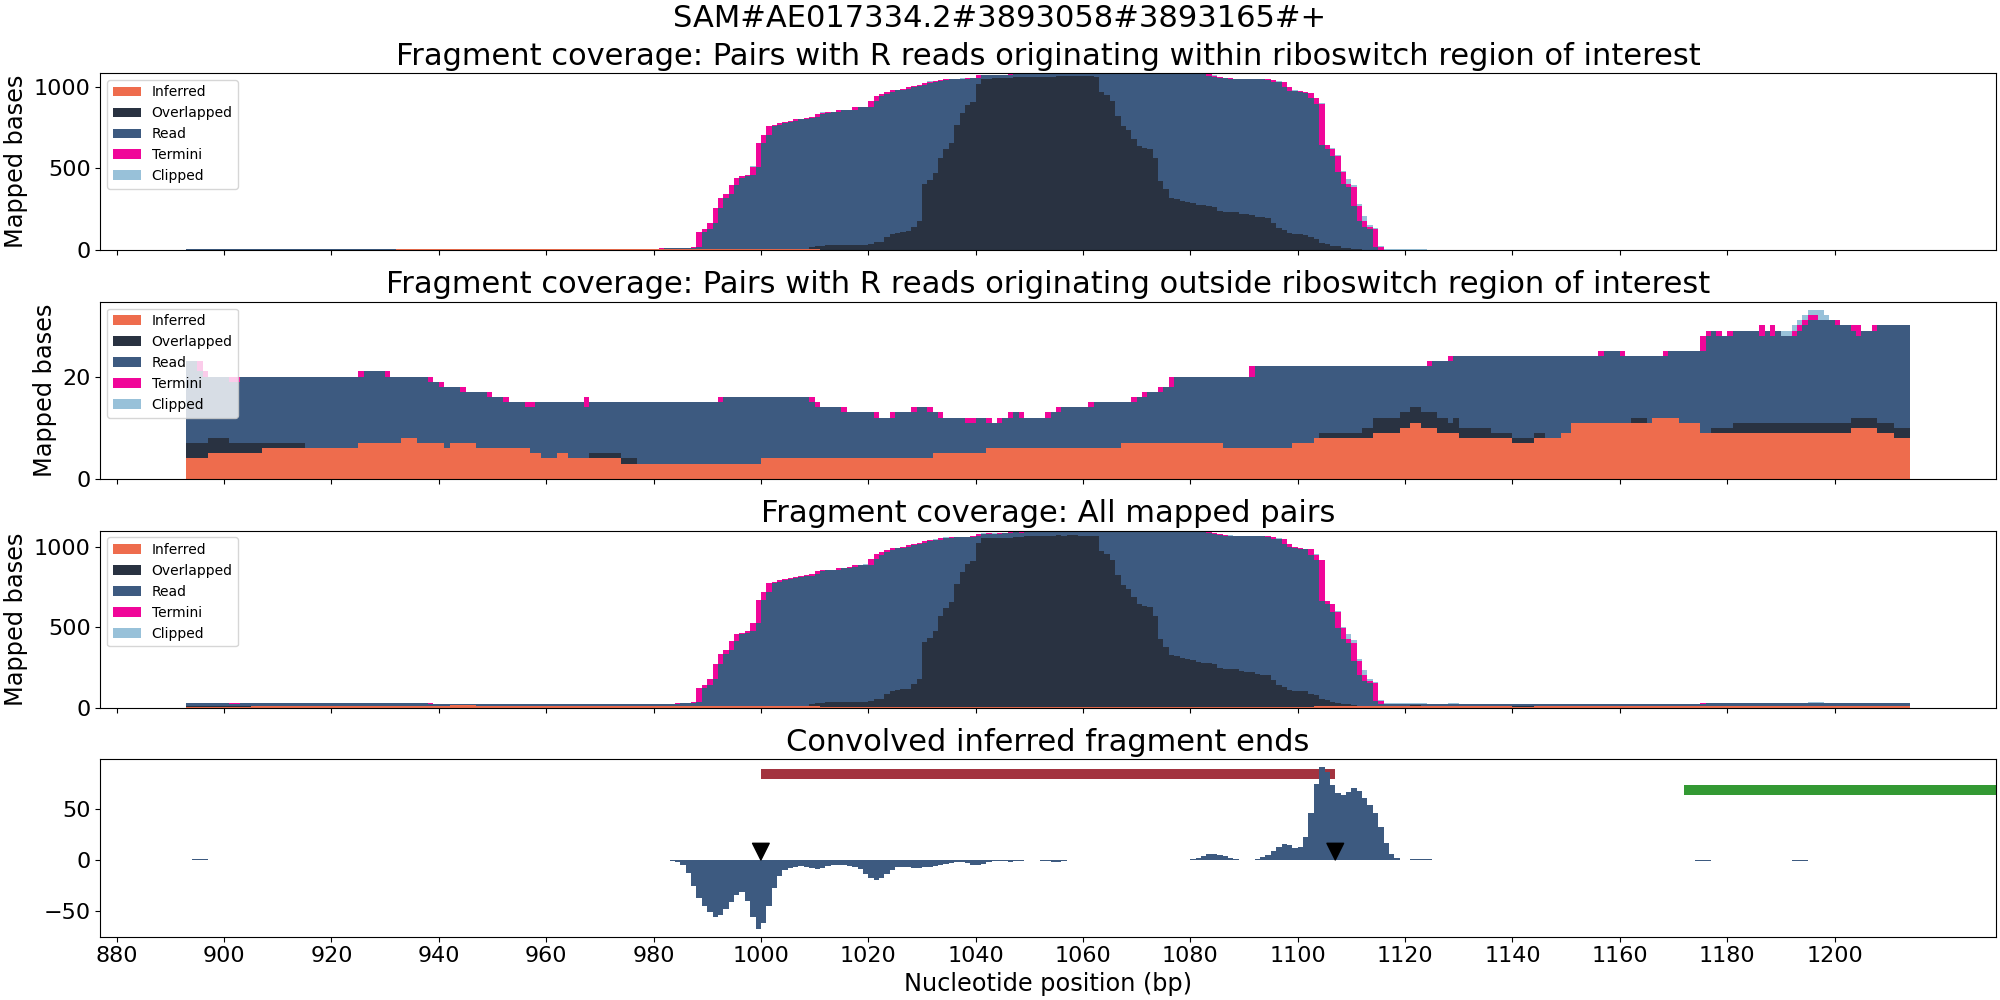 SAM#AE017334.2#3893058#3893165#+
Fragment coverage: Pairs with R reads originating within riboswitch region of interest
Mapped bases
1000
500
0
Inferred
Overlapped
Read
Termini
Clipped
Fragment coverage: Pairs with R reads originating outside riboswitch region of interest
Mapped bases
20
0
Inferred
Overlapped
Read
Termini
Clipped
Fragment coverage: All mapped pairs
Mapped bases
1000
500
0
Inferred
Overlapped
Read
Termini
Clipped
Convolved inferred fragment ends
50
0
−50
880 900 920 940 960 980 1000 1020 1040 1060 1080 1100 1120 1140 1160 1180 1200
Nucleotide position (bp)